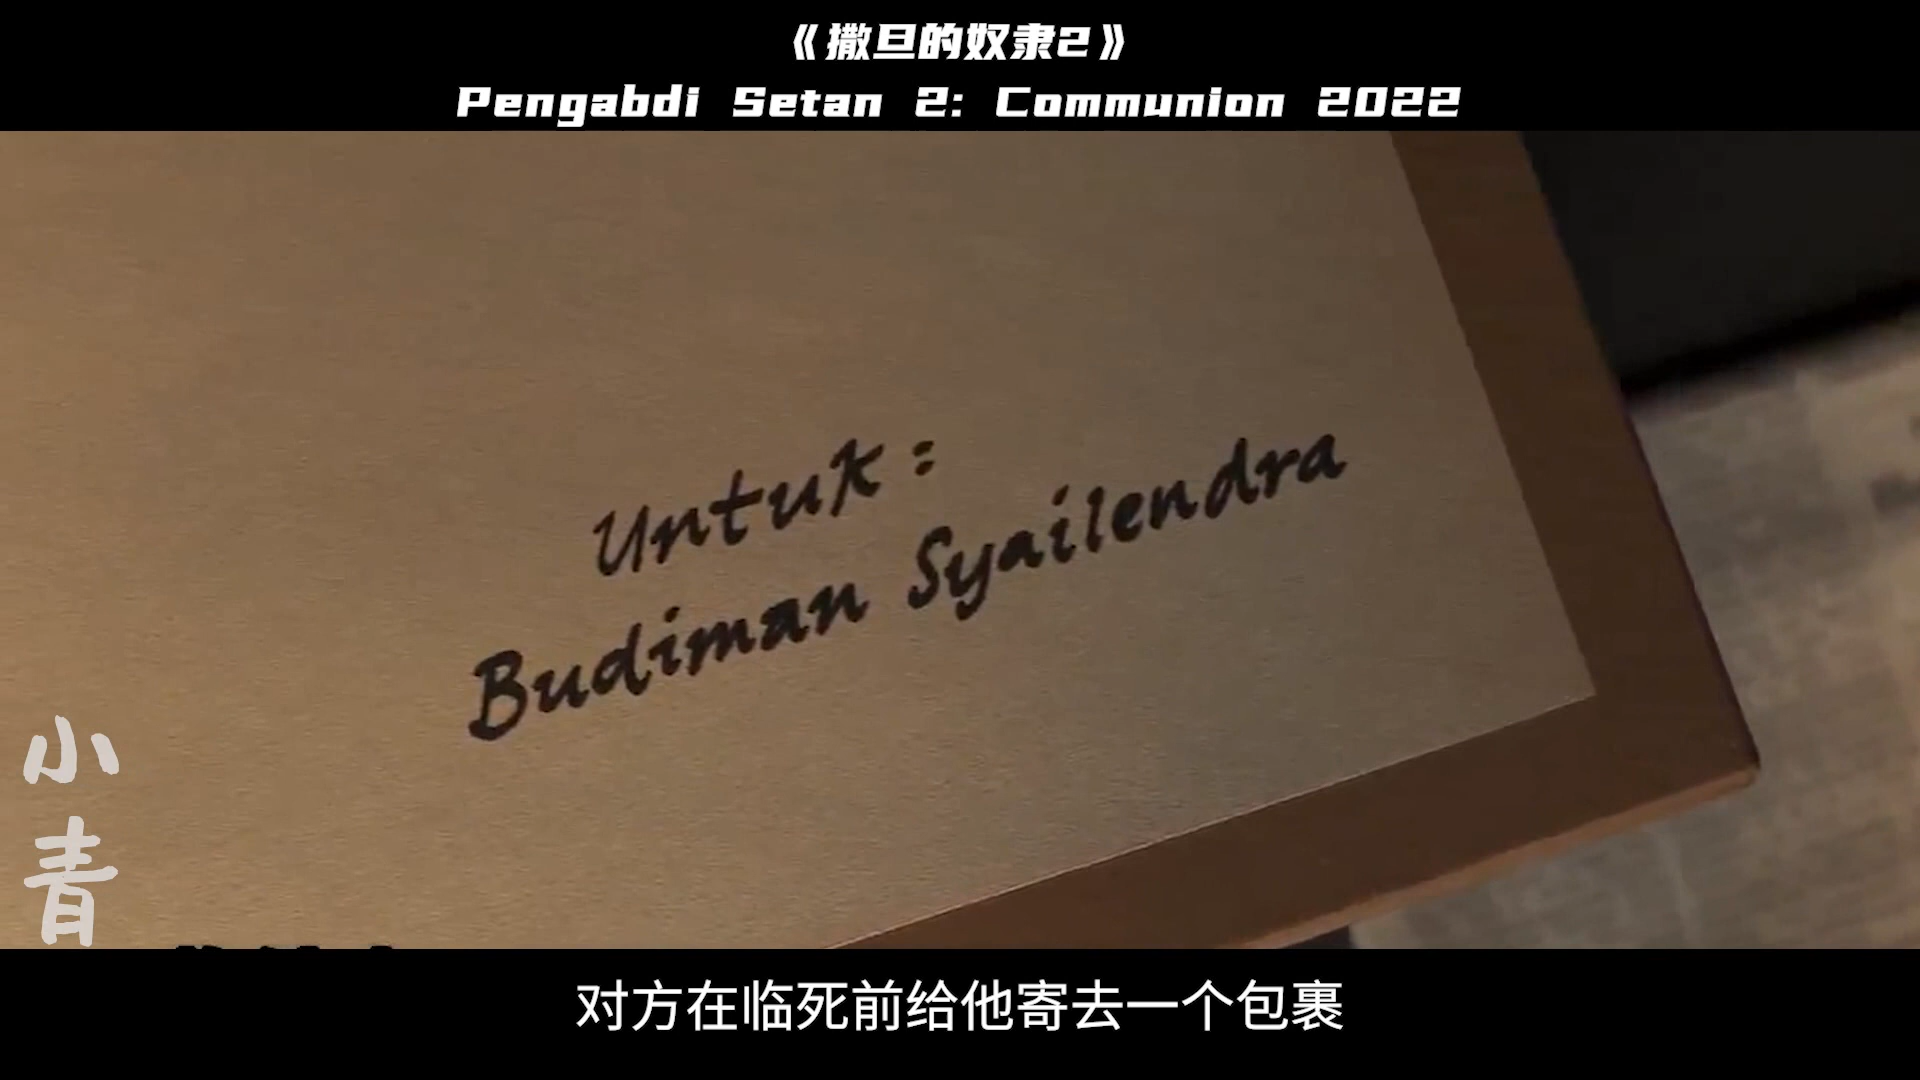 《撒旦的奴隶2》
Pengabdi Setan 2: Communion 2022
Untuk:
Budiman Syailendra
小青
对方在临死前给他寄去一个包裹